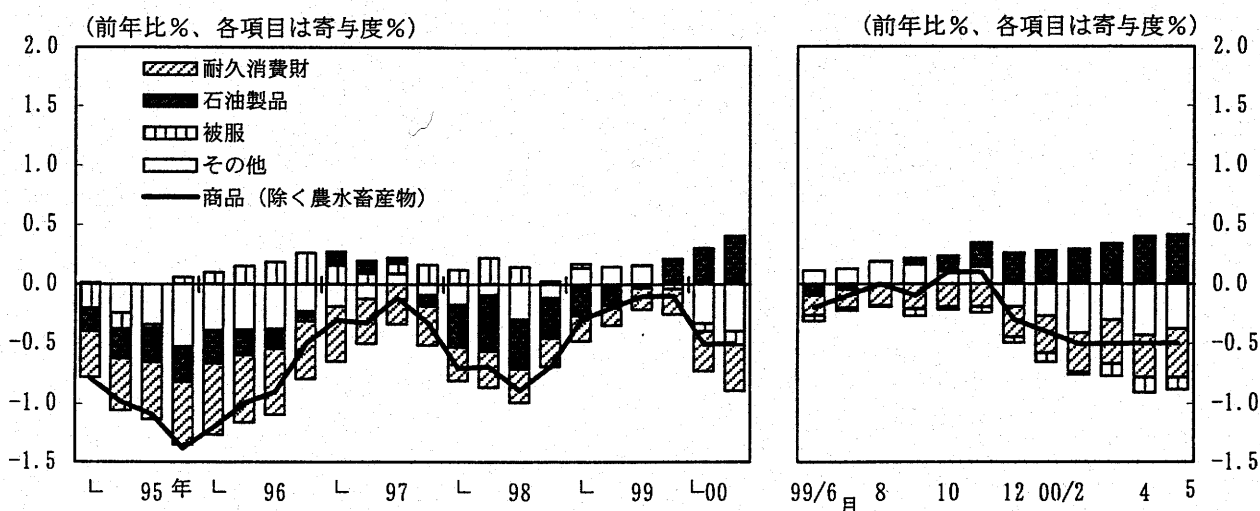 (前年比%、各項目は寄与度%)
2.0
1.5
1.0
0.5
0.0
-0.5
-1.0
-1.5
耐久消費財
石油製品
被服
その他
商品(除く農水畜産物)
95 年 96 97 98 99 00
(前年比%、各項目は寄与度%)
2.0
1.5
1.0
0.5
0.0
-0.5
-1.0
-1.5
99/6月 8 10 12 00/2 4 5